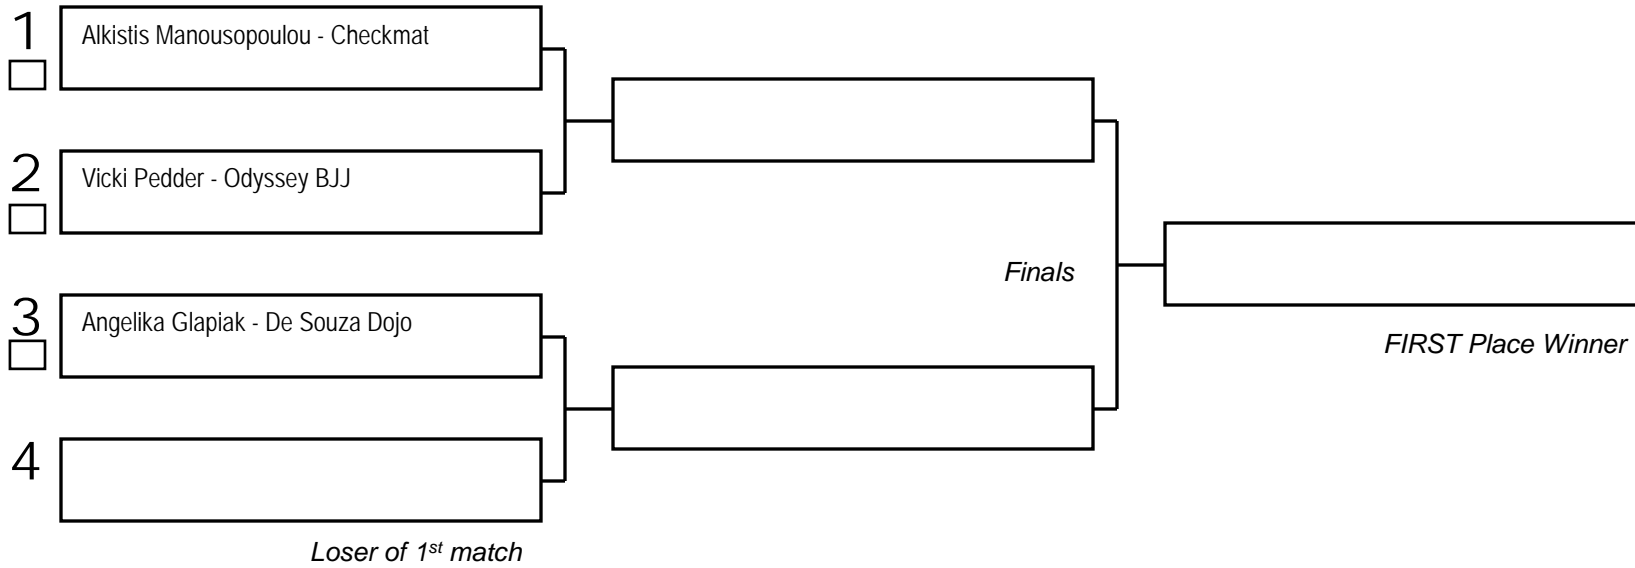 1
Alkistis Manousopoulou - Checkmat
2
Vicki Pedder - Odyssey BJJ
Finals
3
Angelika Glapiak - De Souza Dojo
FIRST Place Winner
4
Loser of 1st match